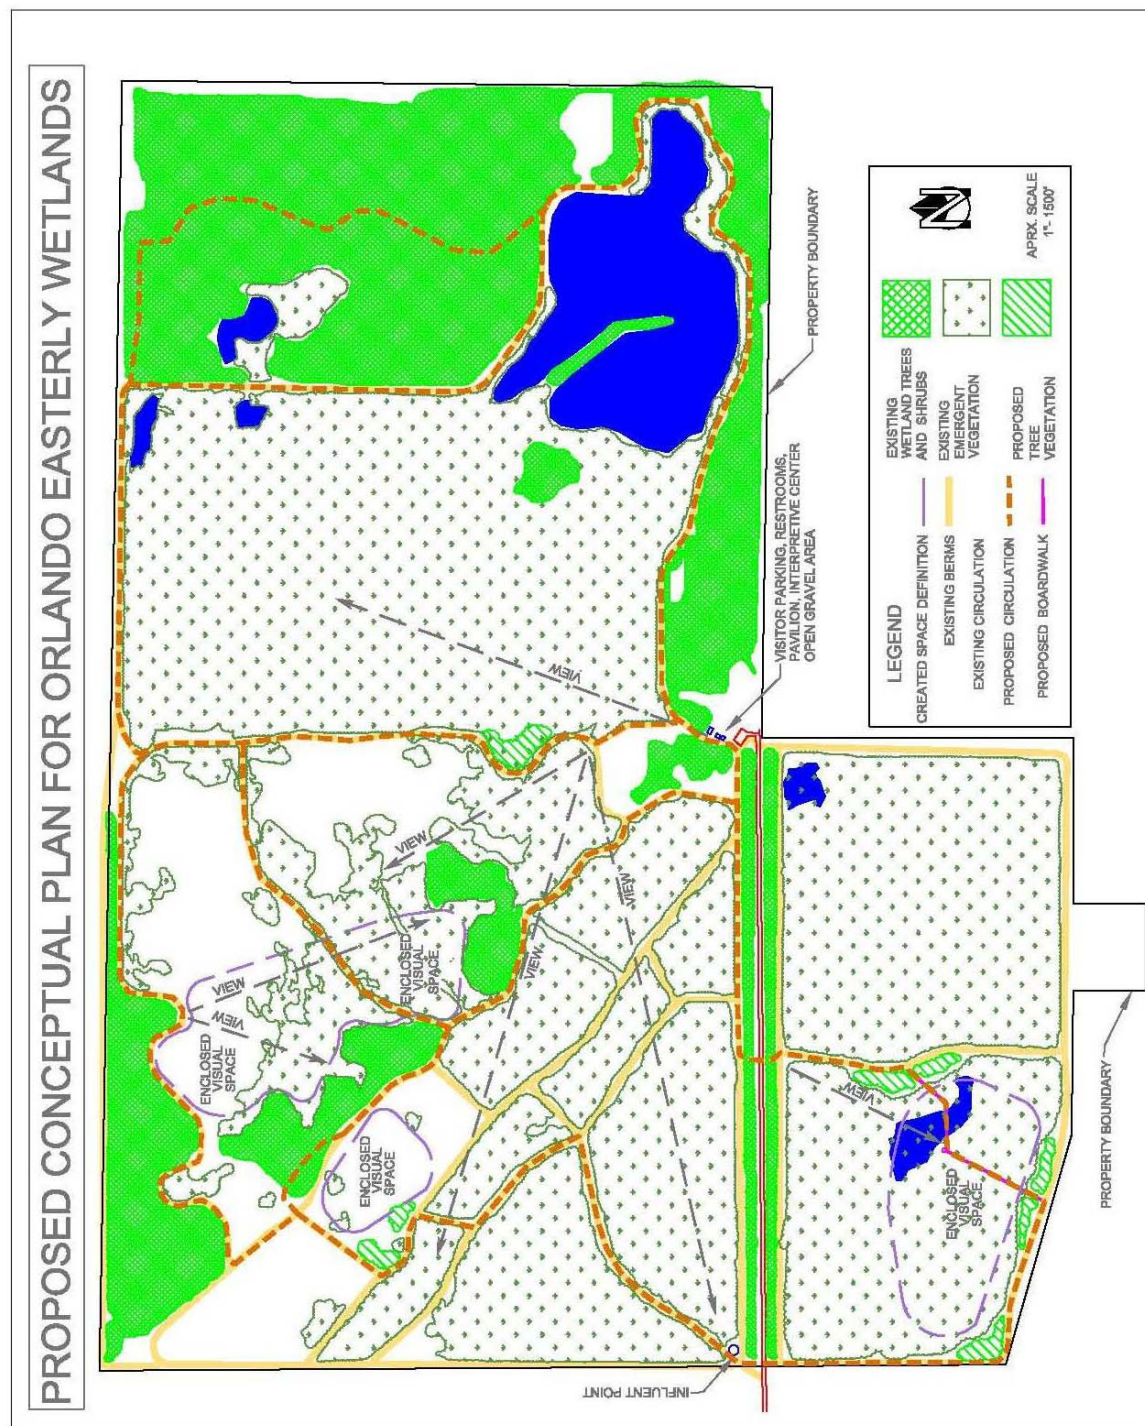 PROPOSED CONCEPTUAL PLAN FOR ORLANDO EASTERLY WETLANDS
VIEW
VIEW
ENCLOSED
VISUAL
SPACE
VIEW
ENCLOSED
VISUAL
SPACE
ENCLOSED
VISUAL
SPACE
VIEW
VIEW
VIEW
INFLUENT POINT
VISITOR PARKING, RESTROOMS,
PAVILION, INTERPRETIVE CENTER
OPEN GRAVEL AREA
PROPERTY BOUNDARY
VIEW
ENCLOSED
VISUAL
SPACE
PROPERTY BOUNDARY
LEGEND
CREATED SPACE DEFINITION
EXISTING BERMS
EXISTING CIRCULATION
PROPOSED CIRCULATION
PROPOSED BOARDWALK
EXISTING
WETLAND TREES
AND SHRUBS
EXISTING
EMERGENT
VEGETATION
PROPOSED
TREE
VEGETATION
N
APRX. SCALE
1"- 1500'